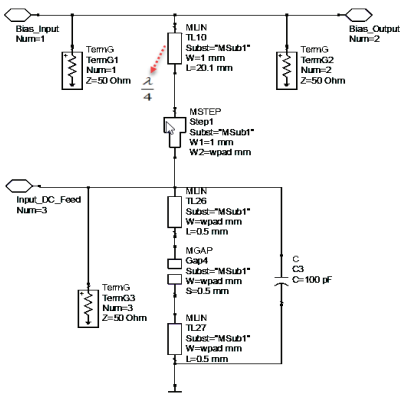 Bias_Input
Num=1
TermG
TermG1
Num=1
Z=50 Ohm
λ
4
MLIN
TL10
Subst="MSub1"
W=1 mm
L=20.1 mm
TermG
TermG2
Num=2
Z=50 Ohm
Bias_Output
Num=2
MSTEP
Step1
Subst="MSub1"
W1=1 mm
W2=wpad mm
Input_DC_Feed
Num=3
TermG
TermG3
Num=3
Z=50 Ohm
MLIN
TL26
Subst="MSub1"
W=wpad mm
L=0.5 mm
MGAP
Gap4
Subst="MSub1"
W=wpad mm
S=0.5 mm
C
C3
C=100 pF
MLIN
TL27
Subst="MSub1"
W=wpad mm
L=0.5 mm